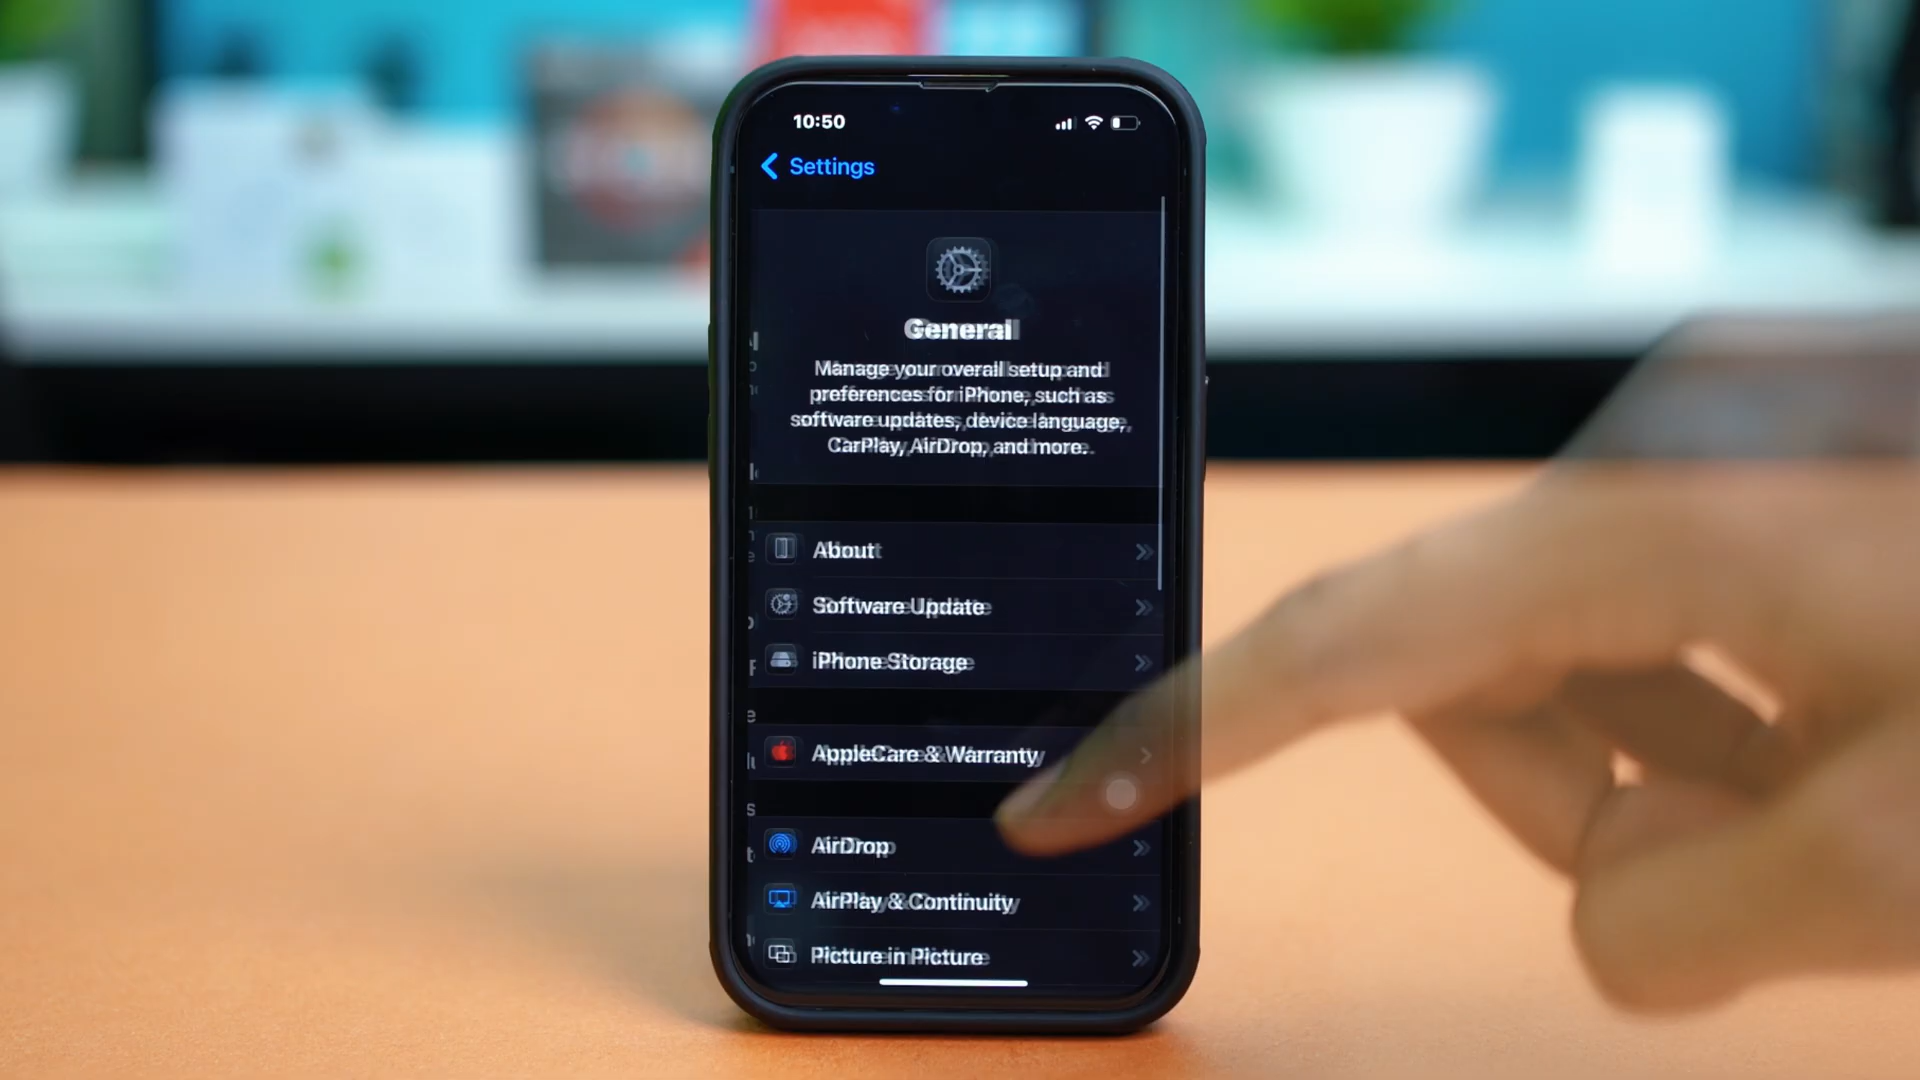 10:50
Settings
General
Manage your overall setup and
preferences for iPhone, such as
software updates, device language,
CarPlay, AirDrop, and more.
About
Software Update
iPhone Storage
AppleCare & Warranty
AirDrop
AirPlay & Continuity
Picture in Picture